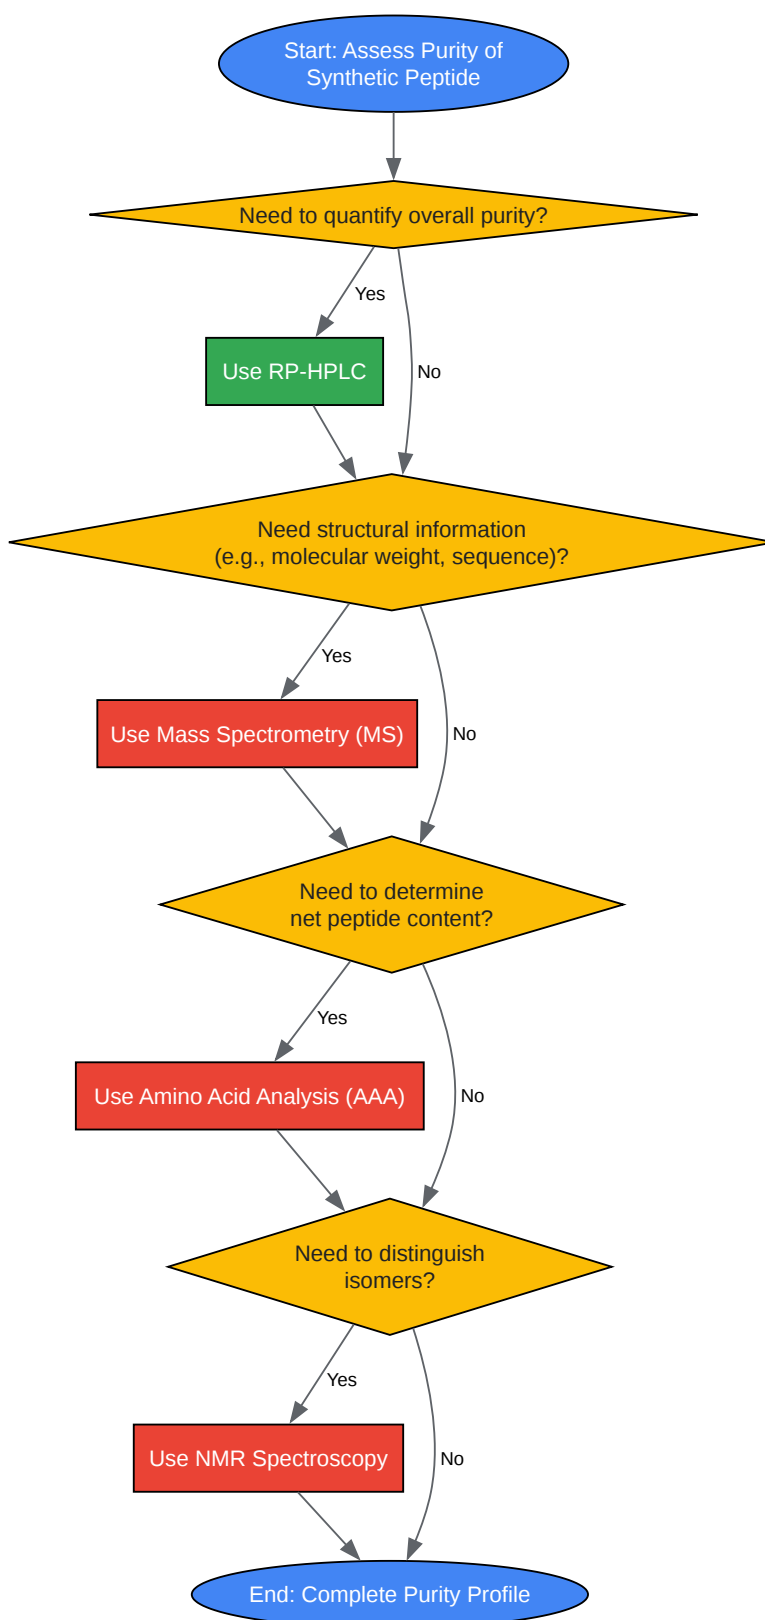 Start: Assess Purity of
Synthetic Peptide
Need to quantify overall purity?
Yes
Use RP-HPLC
No
Need structural information
(e.g., molecular weight, sequence)?
Yes
Use Mass Spectrometry (MS)
No
Need to determine
net peptide content?
Yes
Use Amino Acid Analysis (AAA)
No
Need to distinguish
isomers?
Yes
Use NMR Spectroscopy
No
End: Complete Purity Profile